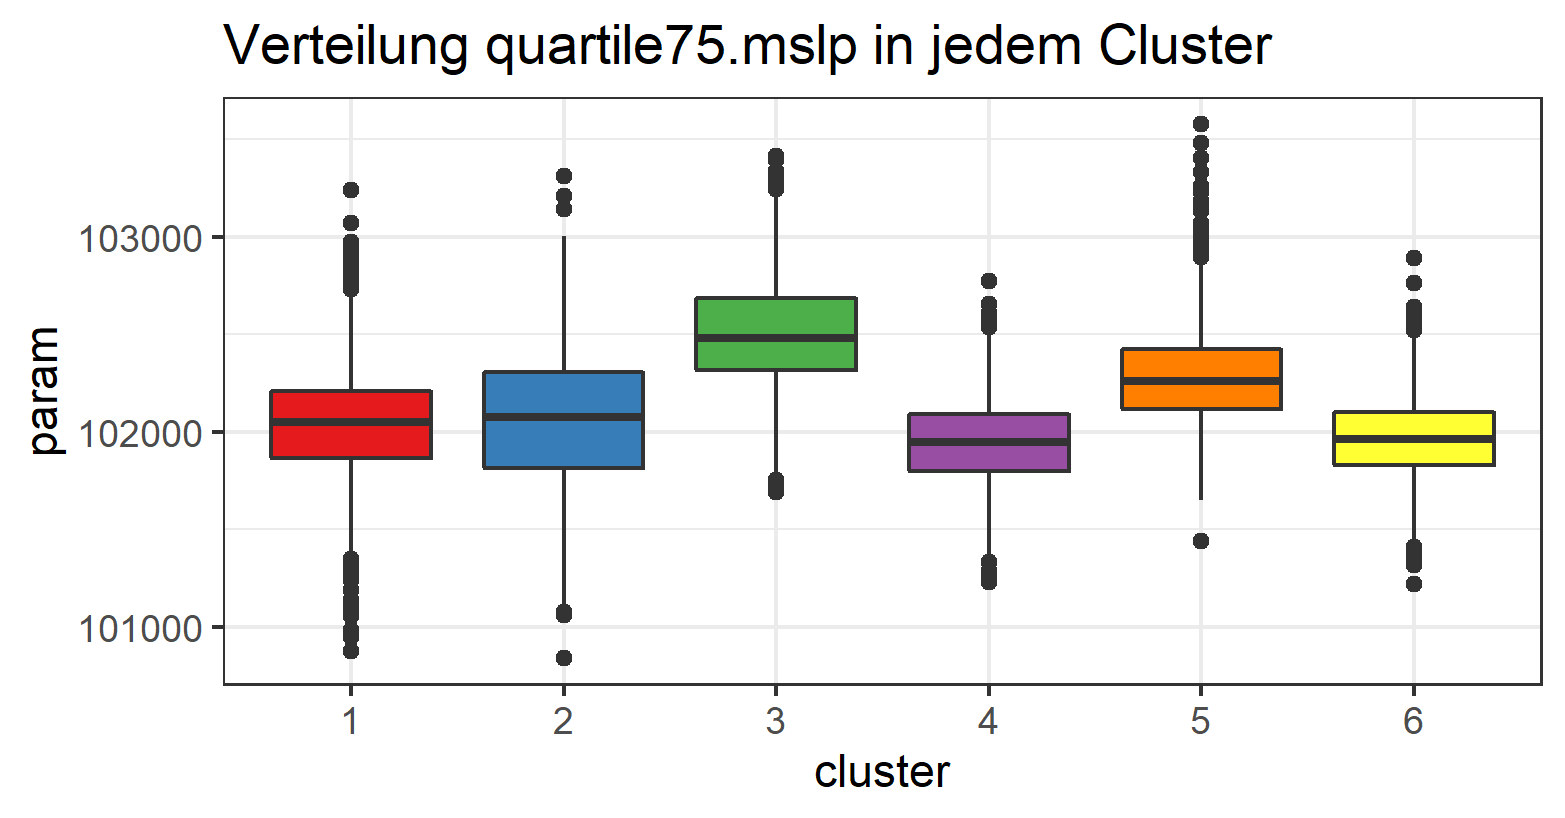 Verteilung quartile75.mslp in jedem Cluster
param
103000
102000
101000
1 2 3 4 5 6
cluster